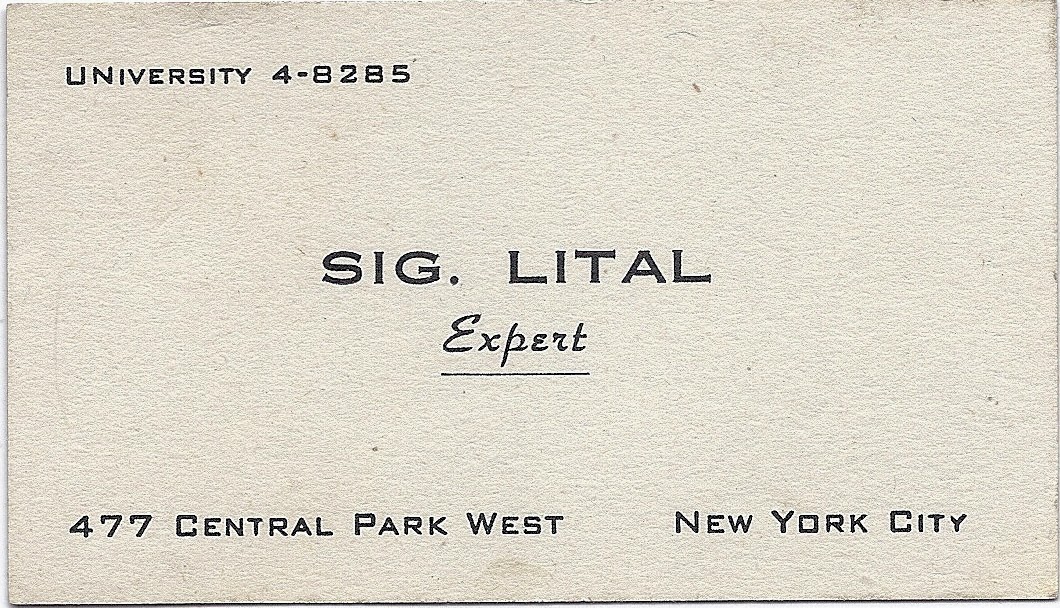 UNIVERSITY 4-8285
SIG. LITAL
Expert
477 CENTRAL PARK WEST NEW YORK CITY